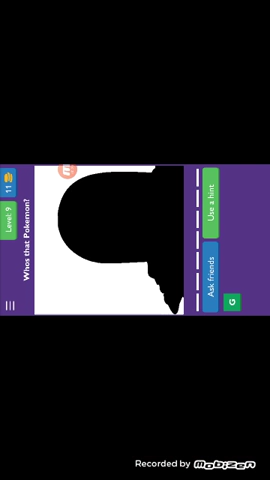 Level: 9
11
Whos that Pokemon?
Use a hint
Ask friends
G
Recorded by MOBIZEN